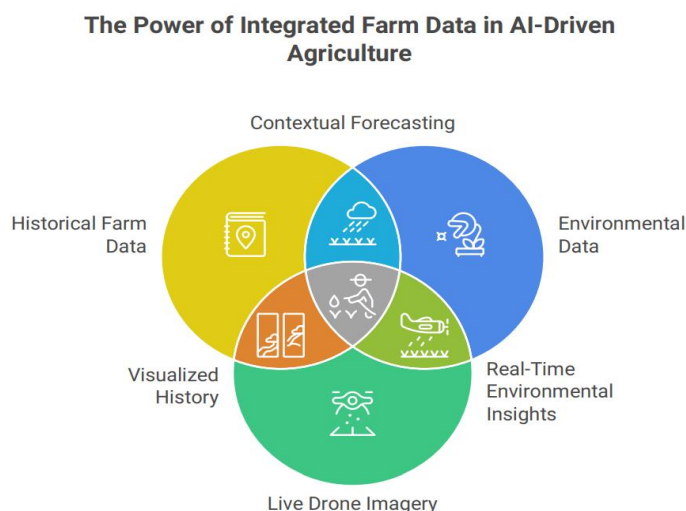 The Power of Integrated Farm Data in AI-Driven
Agriculture
Contextual Forecasting
Historical Farm
Data
Environmental
Data
Visualized
History
Real-Time
Environmental
Insights
Live Drone Imagery